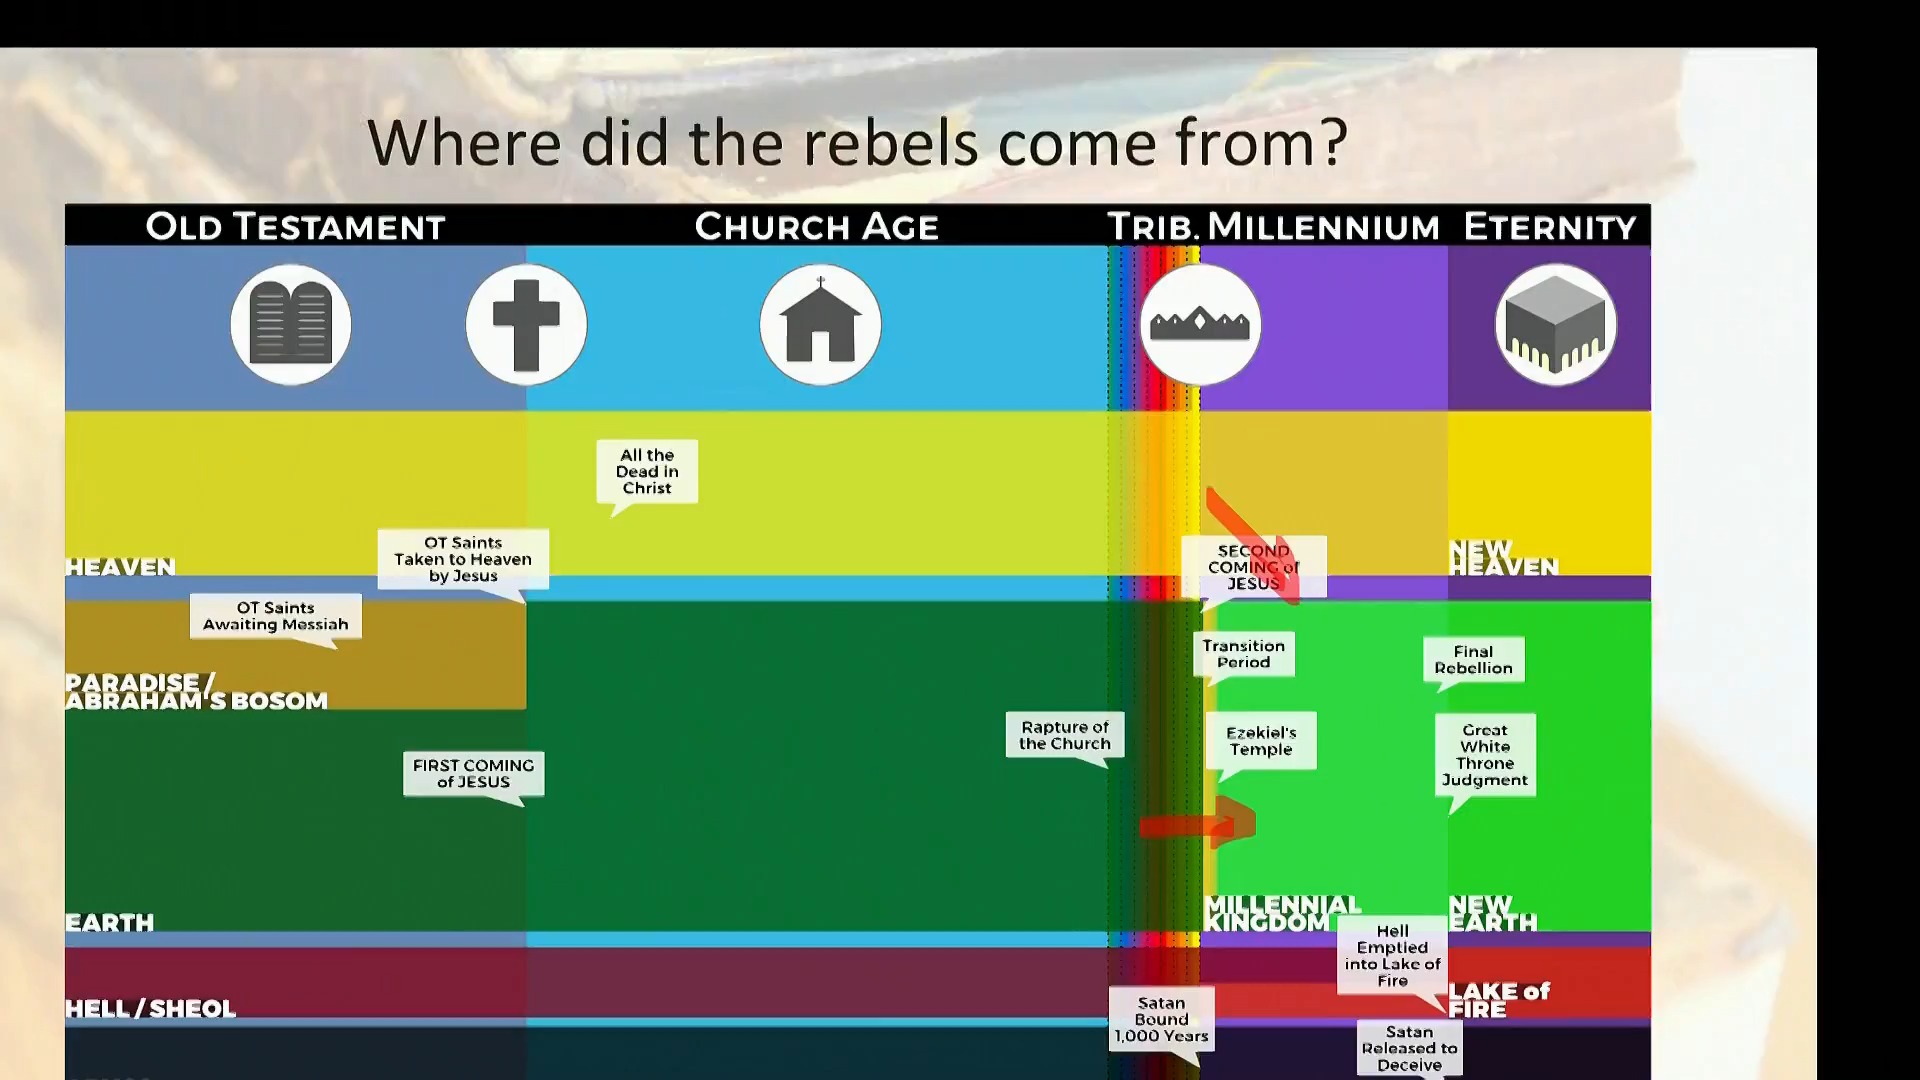 Where did the rebels come from?
OLD TESTAMENT
CHURCH AGE
TRIB.
MILLENNIUM
ETERNITY
All the
Dead in
Christ
OT Saints
Taken to Heaven
by Jesus
SECOND
COMING of
JESUS
HEAVEN
NEW
HEAVEN
OT Saints
Awaiting Messiah
Transition
Period
Final
Rebellion
PARADISE /
ABRAHAM'S BOSOM
Rapture of
the Church
Ezekiel's
Temple
Great
White
Throne
Judgment
FIRST COMING
of JESUS
EARTH
MILLENNIAL
KINGDOM
NEW
EARTH
Hell
Emptied
into Lake of
Fire
HELL / SHEOL
LAKE of
FIRE
Satan
Bound
1,000 Years
Satan
Released to
Deceive